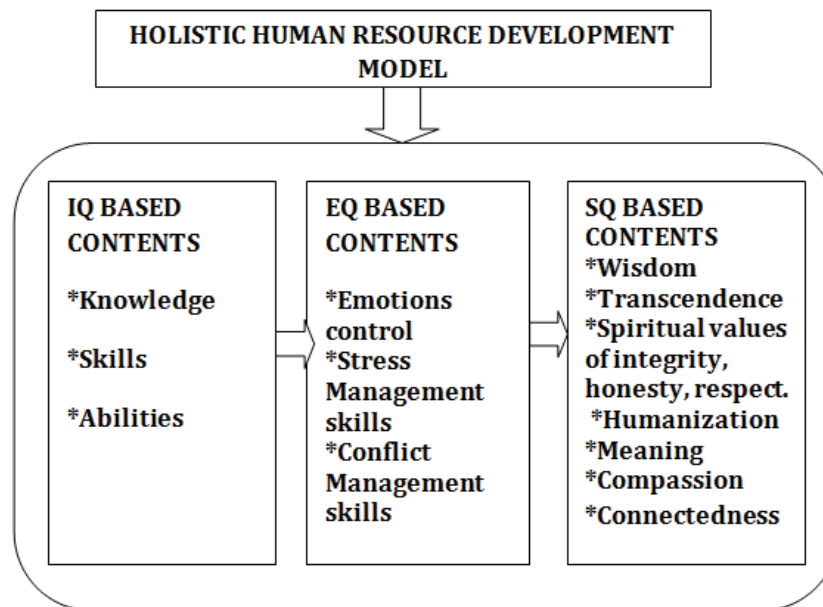 HOLISTIC HUMAN RESOURCE DEVELOPMENT
MODEL
IQ BASED
CONTENTS
*Knowledge
*Skills
*Abilities
EQ BASED
CONTENTS
*Emotions
control
*Stress
Management
skills
*Conflict
Management
skills
SQ BASED
CONTENTS
*Wisdom
*Transcendence
*Spiritual values
of integrity,
honesty, respect.
*Humanization
*Meaning
*Compassion
*Connectedness